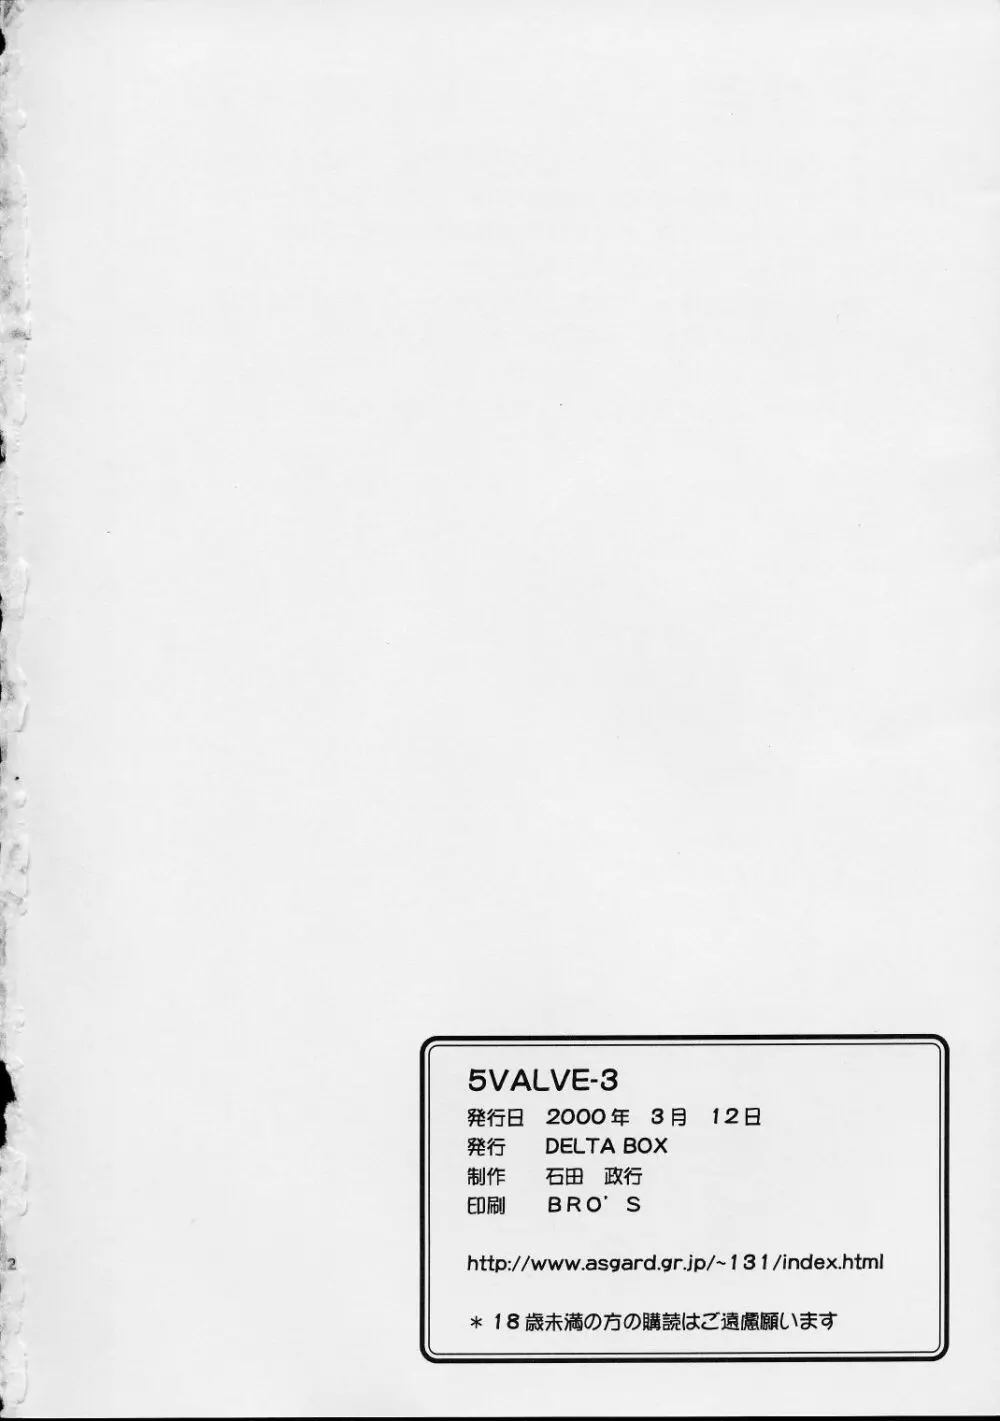 5VALVE-3
発行日 2000年 3月 12日
発行 DELTA BOX
制作 石田 政行
印刷 BRO'S
http://www.asgard.gr.jp/~131/index.html
＊18歳未満の方の購読はご遠慮願います
2